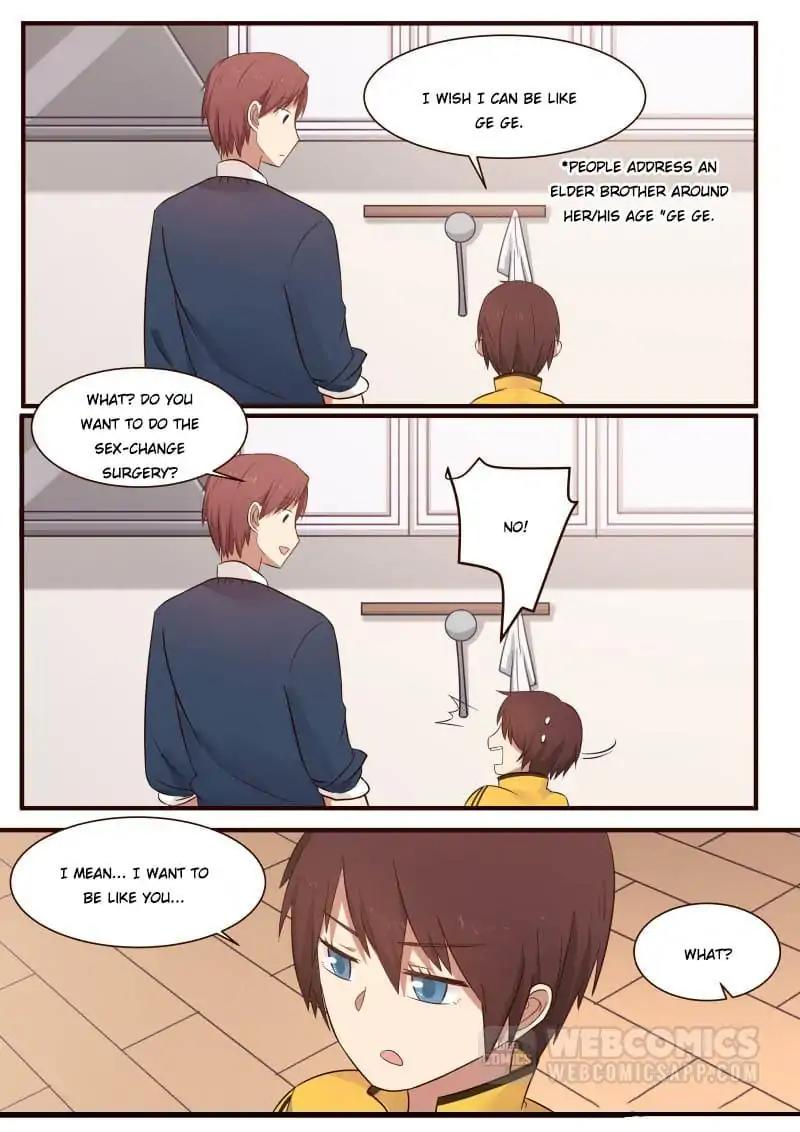 I WISH I CAN BE LIKE
GE GE.
*PEOPLE ADDRESS AN
ELDER BROTHER AROUND
HER/HIS AGE "GE GE.
WHAT? DO YOU
WANT TO DO THE
SEX-CHANGE
SURGERY?
NO!
I MEAN... I WANT TO
BE LIKE YOU...
WHAT?
WEBCOMICS
WEBCOMICSAPP.COM